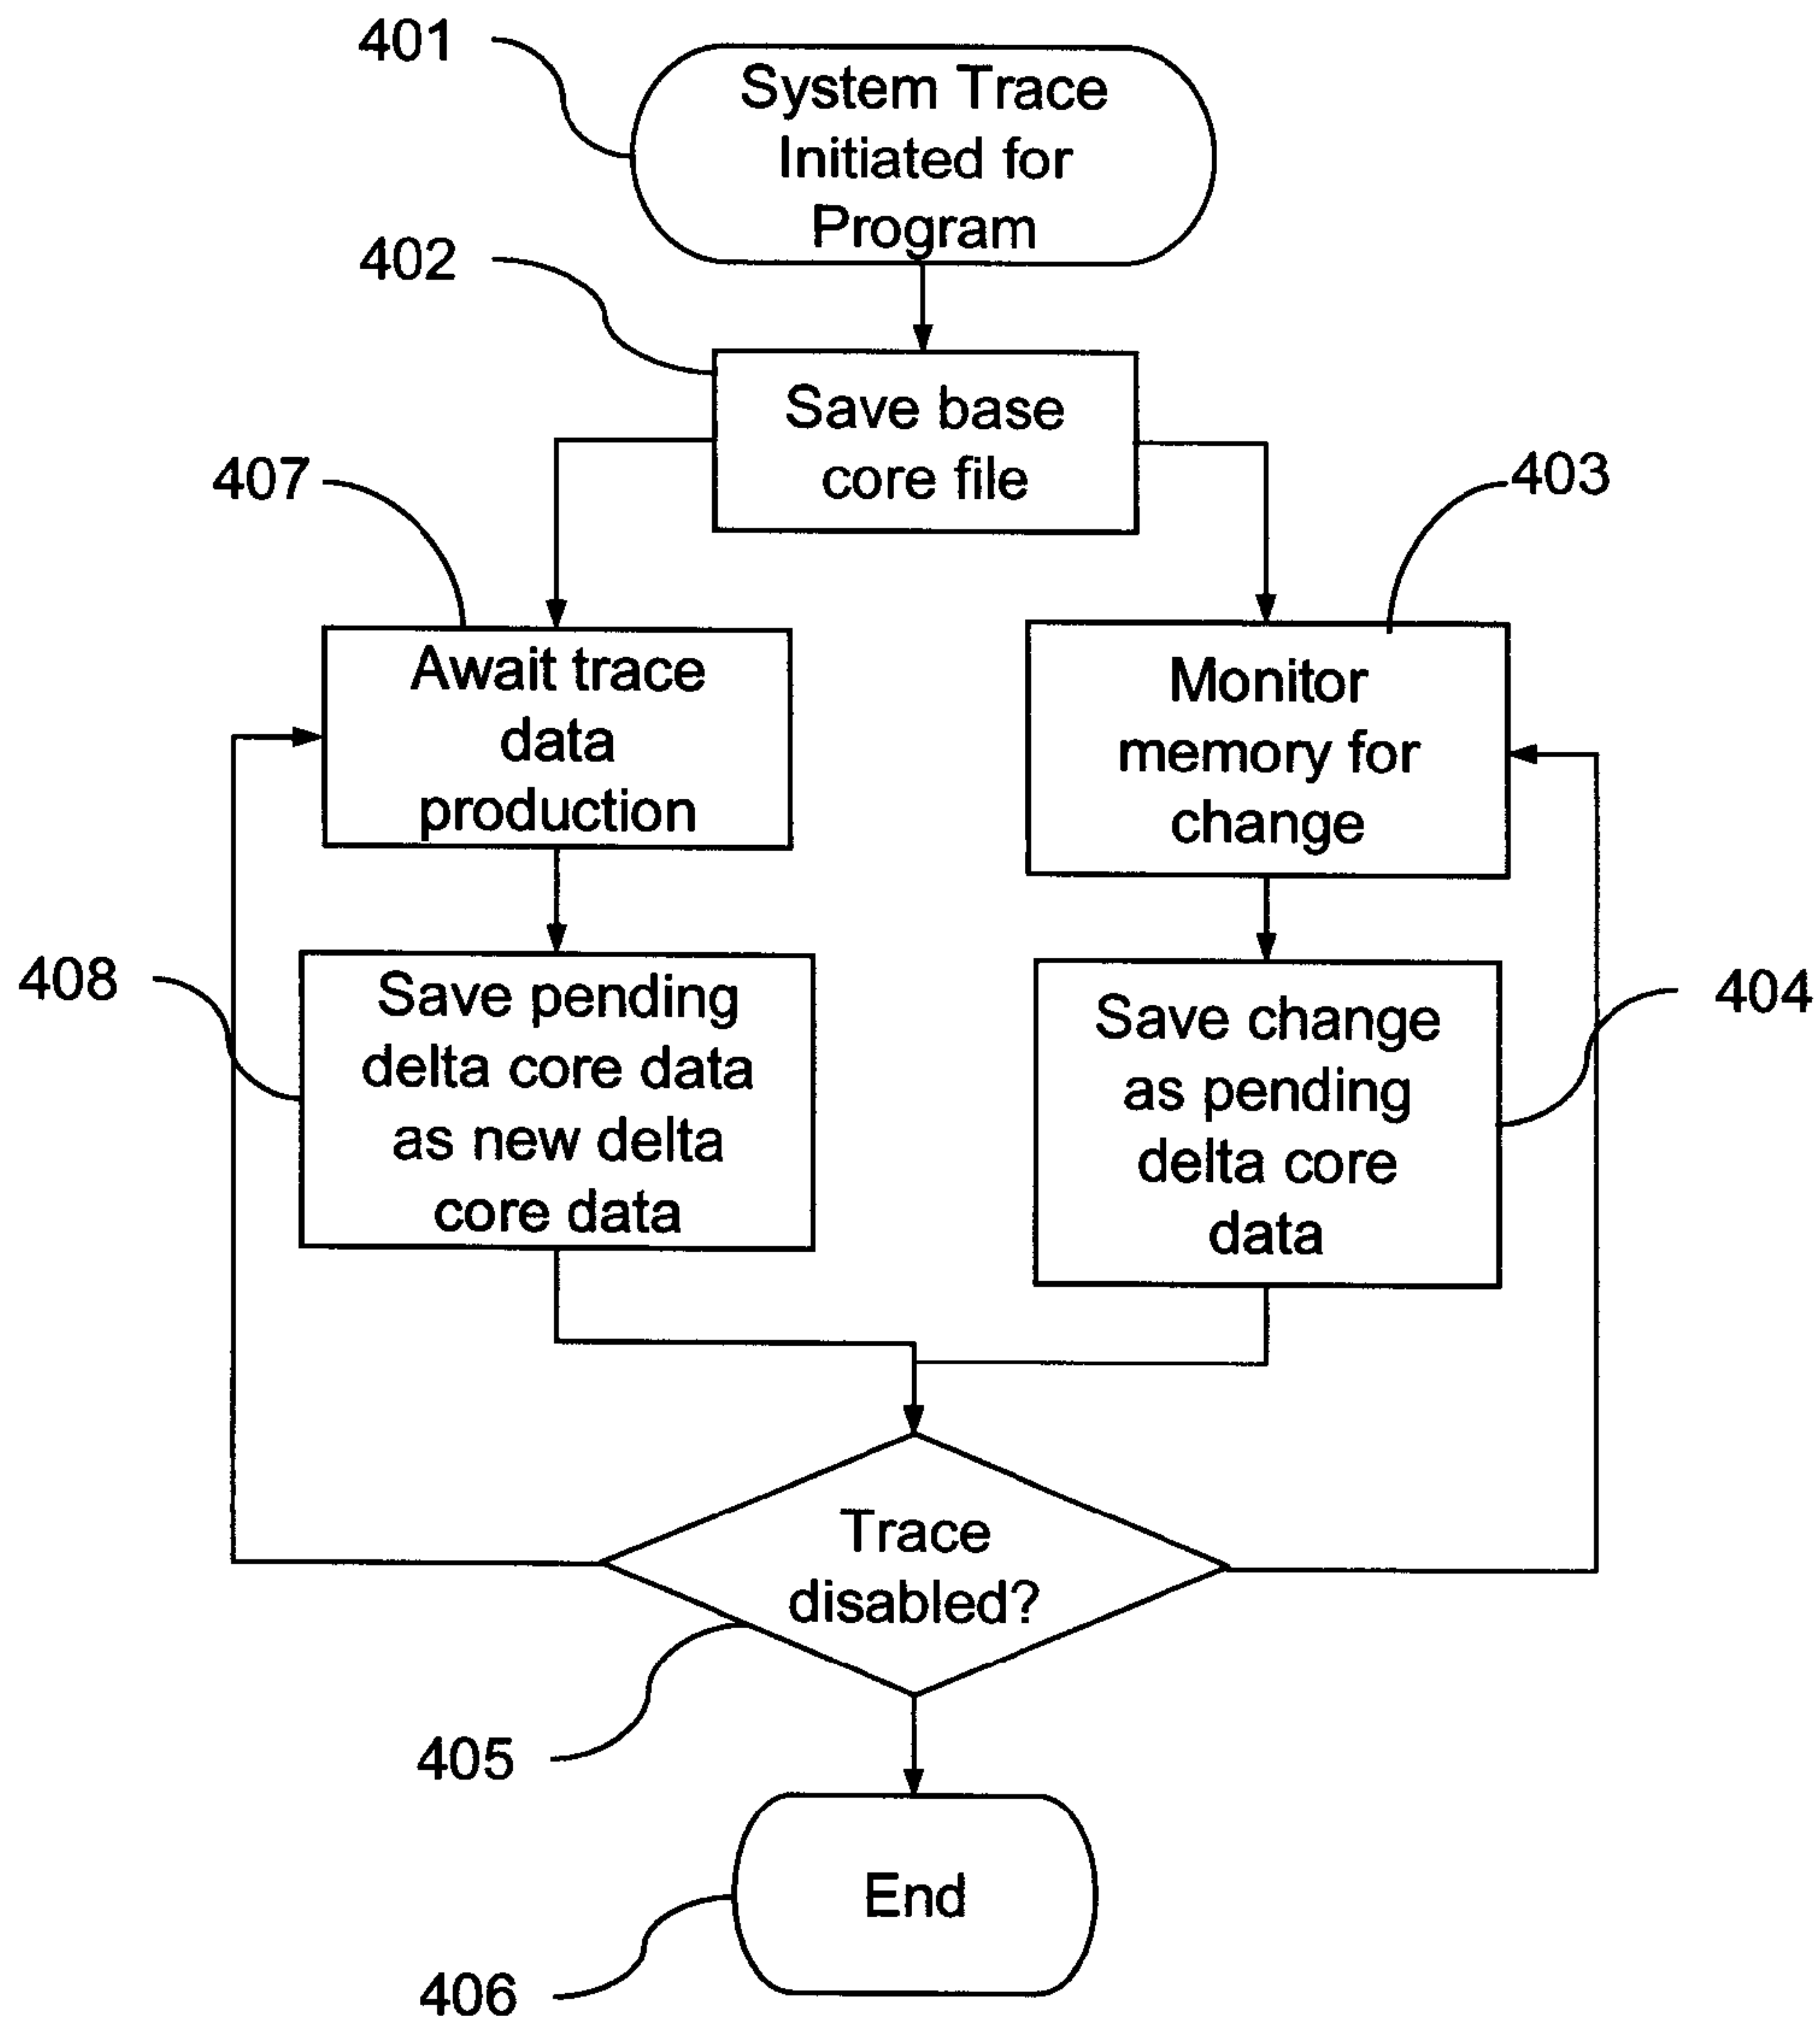 401
System Trace
Initiated for
Program
402
Save base
core file
407
403
Await trace
data
production
Monitor
memory for
change
408
Save pending
delta core data
as new delta
core data
404
Save change
as pending
delta core
data
Trace
disabled?
405
End
406